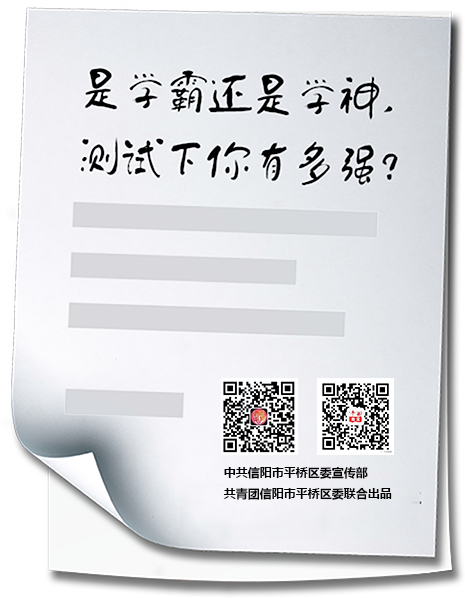 是学霸还是学神，
测试下你有多强？
中共信阳市平桥区委宣传部
共青团信阳市平桥区委联合出品